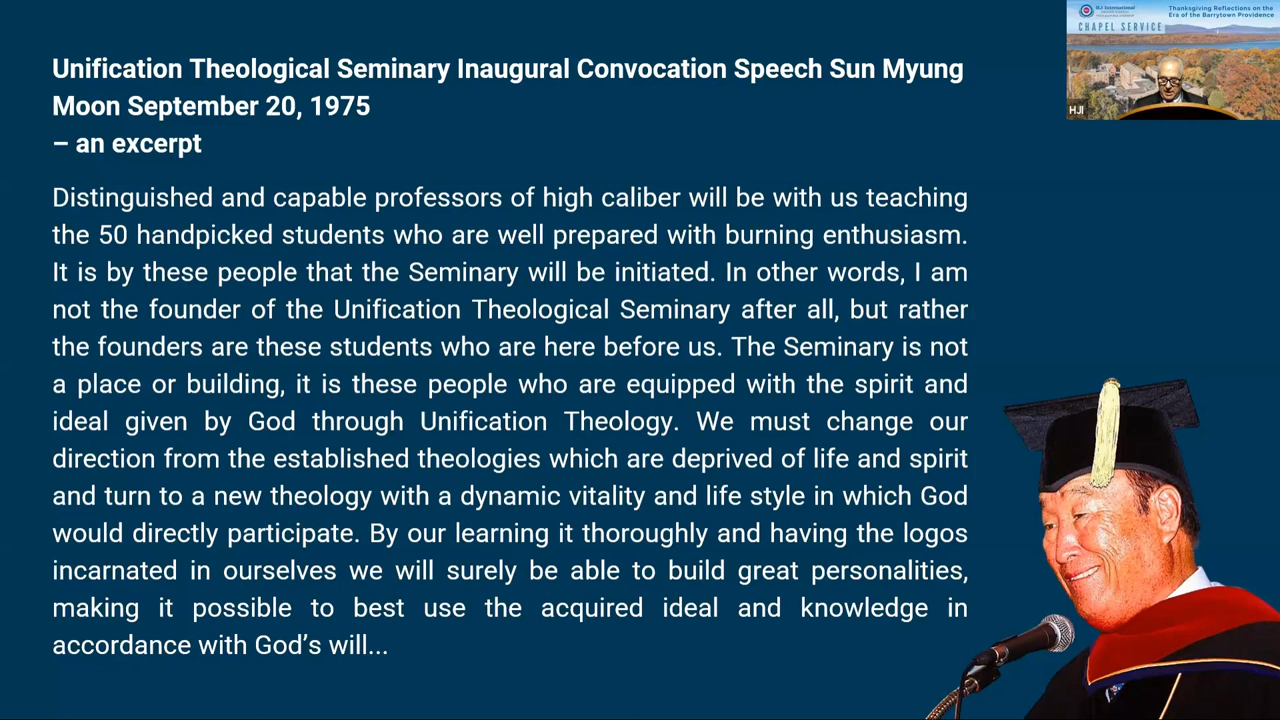 Unification Theological Seminary Inaugural Convocation Speech Sun Myung
Moon September 20, 1975
– an excerpt
Distinguished and capable professors of high caliber will be with us teaching
the 50 handpicked students who are well prepared with burning enthusiasm.
It is by these people that the Seminary will be initiated. In other words, I am
not the founder of the Unification Theological Seminary after all, but rather
the founders are these students who are here before us. The Seminary is not
a place or building, it is these people who are equipped with the spirit and
ideal given by God through Unification Theology. We must change our
direction from the established theologies which are deprived of life and spirit
and turn to a new theology with a dynamic vitality and life style in which God
would directly participate. By our learning it thoroughly and having the logos
incarnated in ourselves we will surely be able to build great personalities,
making it possible to best use the acquired ideal and knowledge in
accordance with God’s will...
HJ International
Thanksgiving Reflections on the
Era of the Barrytown Providence
CHAPEL SERVICE
HJI